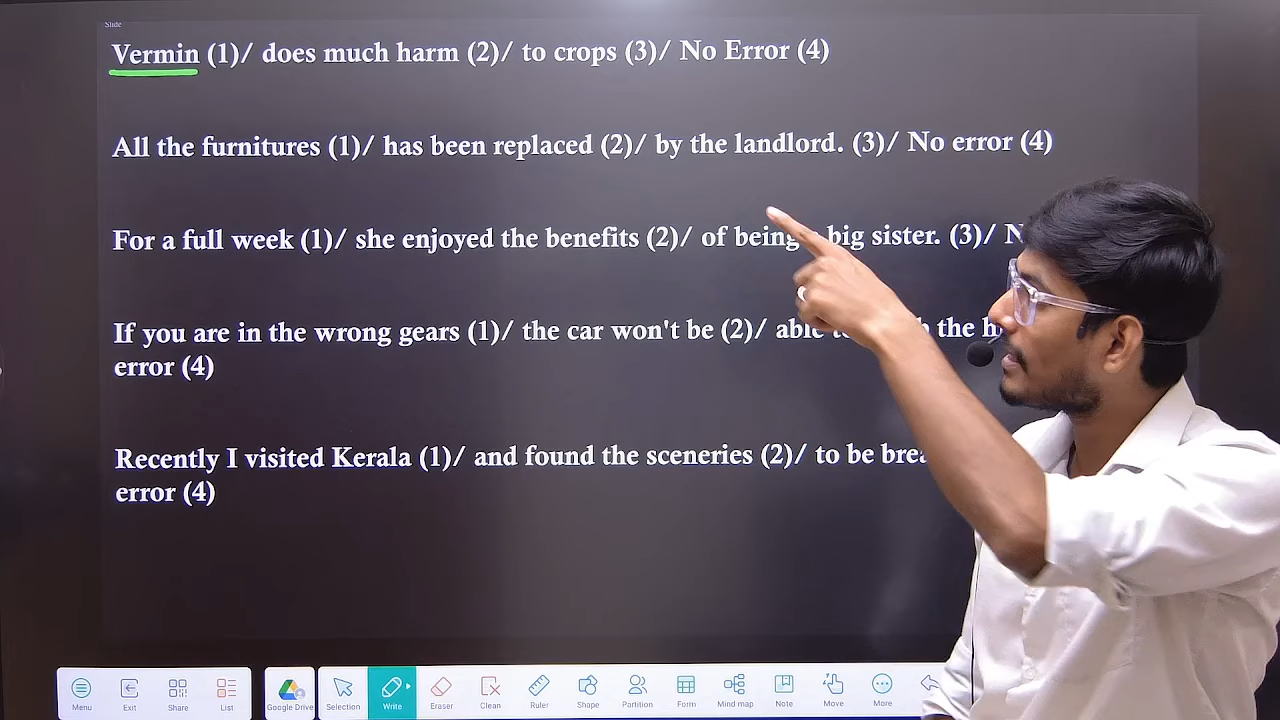 Slide
Vermin (1)/ does much harm (2)/ to crops (3)/ No Error (4)
All the furnitures (1)/ has been replaced (2)/ by the landlord. (3)/ No error (4)
For a full week (1)/ she enjoyed the benefits (2)/ of being big sister. (3)/
If you are in the wrong gears (1)/ the car won't be (2)/ the
error (4)
Recently I visited Kerala (1)/ and found the sceneries (2)/ to be
error (4)
Menu Exit Share List Google Drive Selection Write Eraser Clean Ruler Shape Partition Form Mind map Note Move More